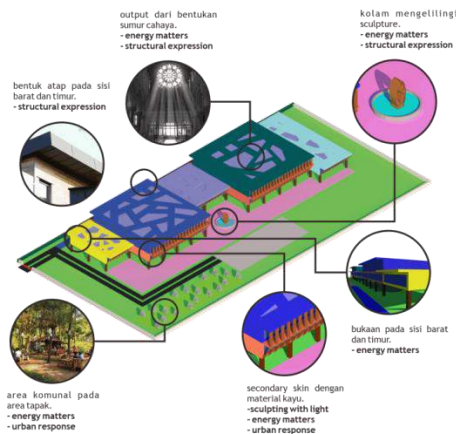 output dari bentukan
sumur cahaya.
- energy matters
- structural expression
kolam mengelilingi
sculpture.
- energy matters
- structural expression
bentuk atap pada sisi
barat dan timur.
- structural expression
bukaan pada sisi barat
dan timur.
- energy matters
area komunal pada
area tapak.
- energy matters
- urban response
secondary skin dengan
material kayu.
-sculpting with light
- energy matters
- urban response